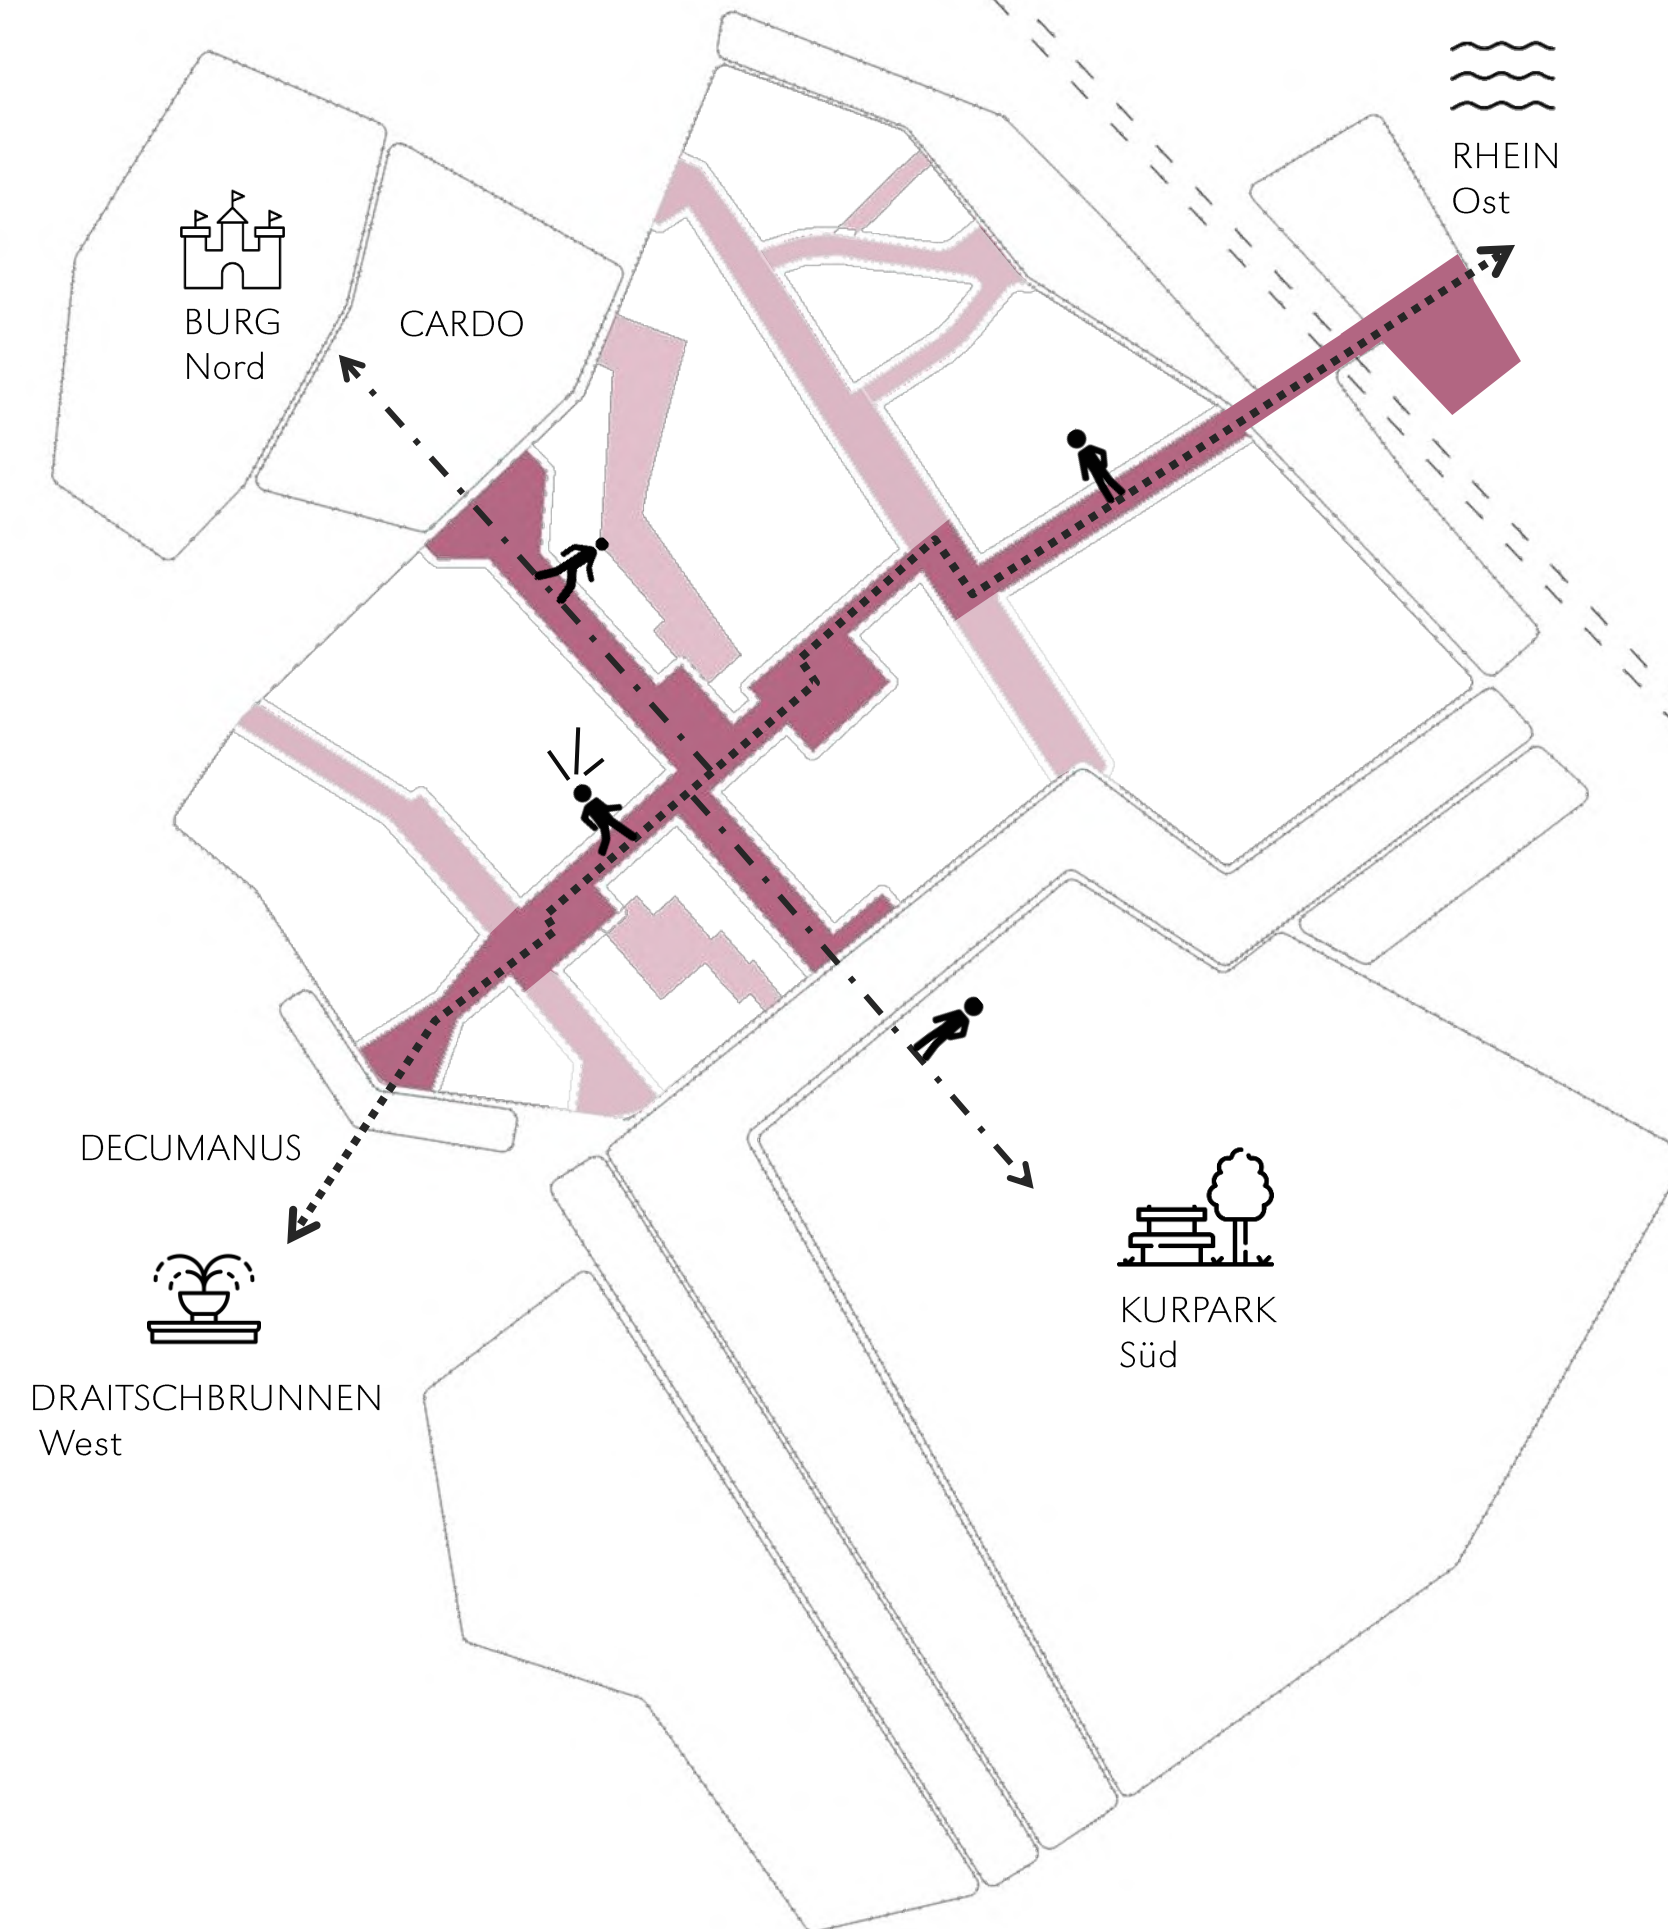 RHEIN
Ost
BURG
Nord
CARDO
DECUMANUS
KURPARK
Süd
DRAITSCHBRUNNEN
West